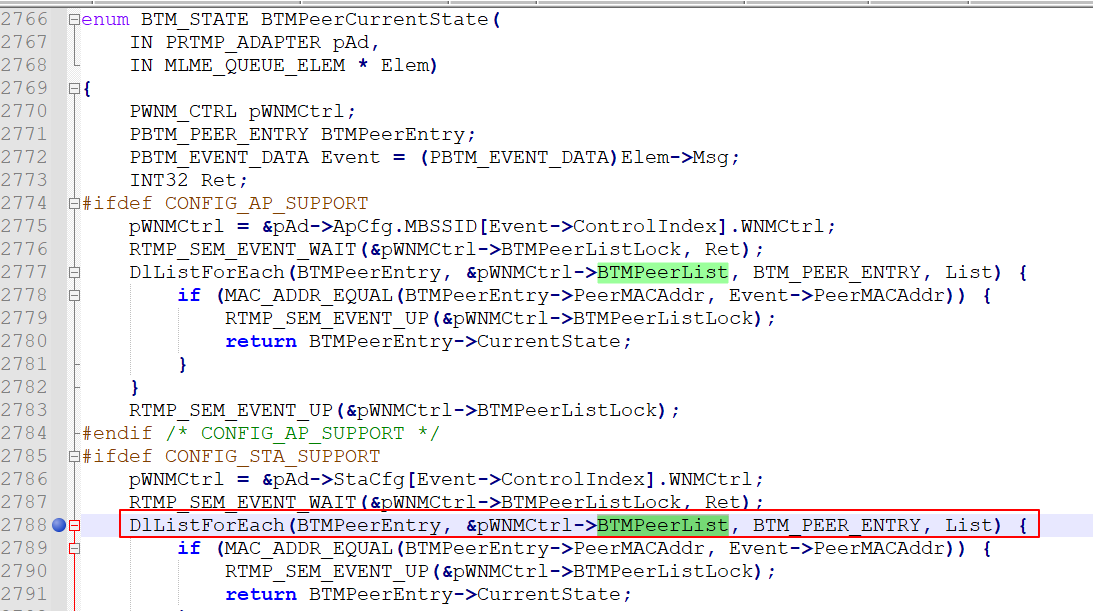 2766 enum BTM_STATE BTMPeerCurrentState(
2767 IN PRTMP_ADAPTER pAd,
2768 IN MLME_QUEUE_ELEM * Elem)
2769 {
2770 PWNM_CTRL pWNMCtrl;
2771 PBTM_PEER_ENTRY BTMPeerEntry;
2772 PBTM_EVENT_DATA Event = (PBTM_EVENT_DATA)Elem->Msg;
2773 INT32 Ret;
2774 #ifdef CONFIG_AP_SUPPORT
2775 pWNMCtrl = &pAd->ApCfg.MBSSID[Event->ControlIndex].WNMCtrl;
2776 RTMP_SEM_EVENT_WAIT(&pWNMCtrl->BTMPeerListLock, Ret);
2777 DlListForEach(BTMPeerEntry, &pWNMCtrl->BTMPeerList, BTM_PEER_ENTRY, List) {
2778 if (MAC_ADDR_EQUAL(BTMPeerEntry->PeerMACAddr, Event->PeerMACAddr)) {
2779 RTMP_SEM_EVENT_UP(&pWNMCtrl->BTMPeerListLock);
2780 return BTMPeerEntry->CurrentState;
2781 }
2782 }
2783 RTMP_SEM_EVENT_UP(&pWNMCtrl->BTMPeerListLock);
2784 #endif /* CONFIG_AP_SUPPORT */
2785 #ifdef CONFIG_STA_SUPPORT
2786 pWNMCtrl = &pAd->StaCfg[Event->ControlIndex].WNMCtrl;
2787 RTMP_SEM_EVENT_WAIT(&pWNMCtrl->BTMPeerListLock, Ret);
2788 DlListForEach(BTMPeerEntry, &pWNMCtrl->BTMPeerList, BTM_PEER_ENTRY, List) {
2789 if (MAC_ADDR_EQUAL(BTMPeerEntry->PeerMACAddr, Event->PeerMACAddr)) {
2790 RTMP_SEM_EVENT_UP(&pWNMCtrl->BTMPeerListLock);
2791 return BTMPeerEntry->CurrentState;